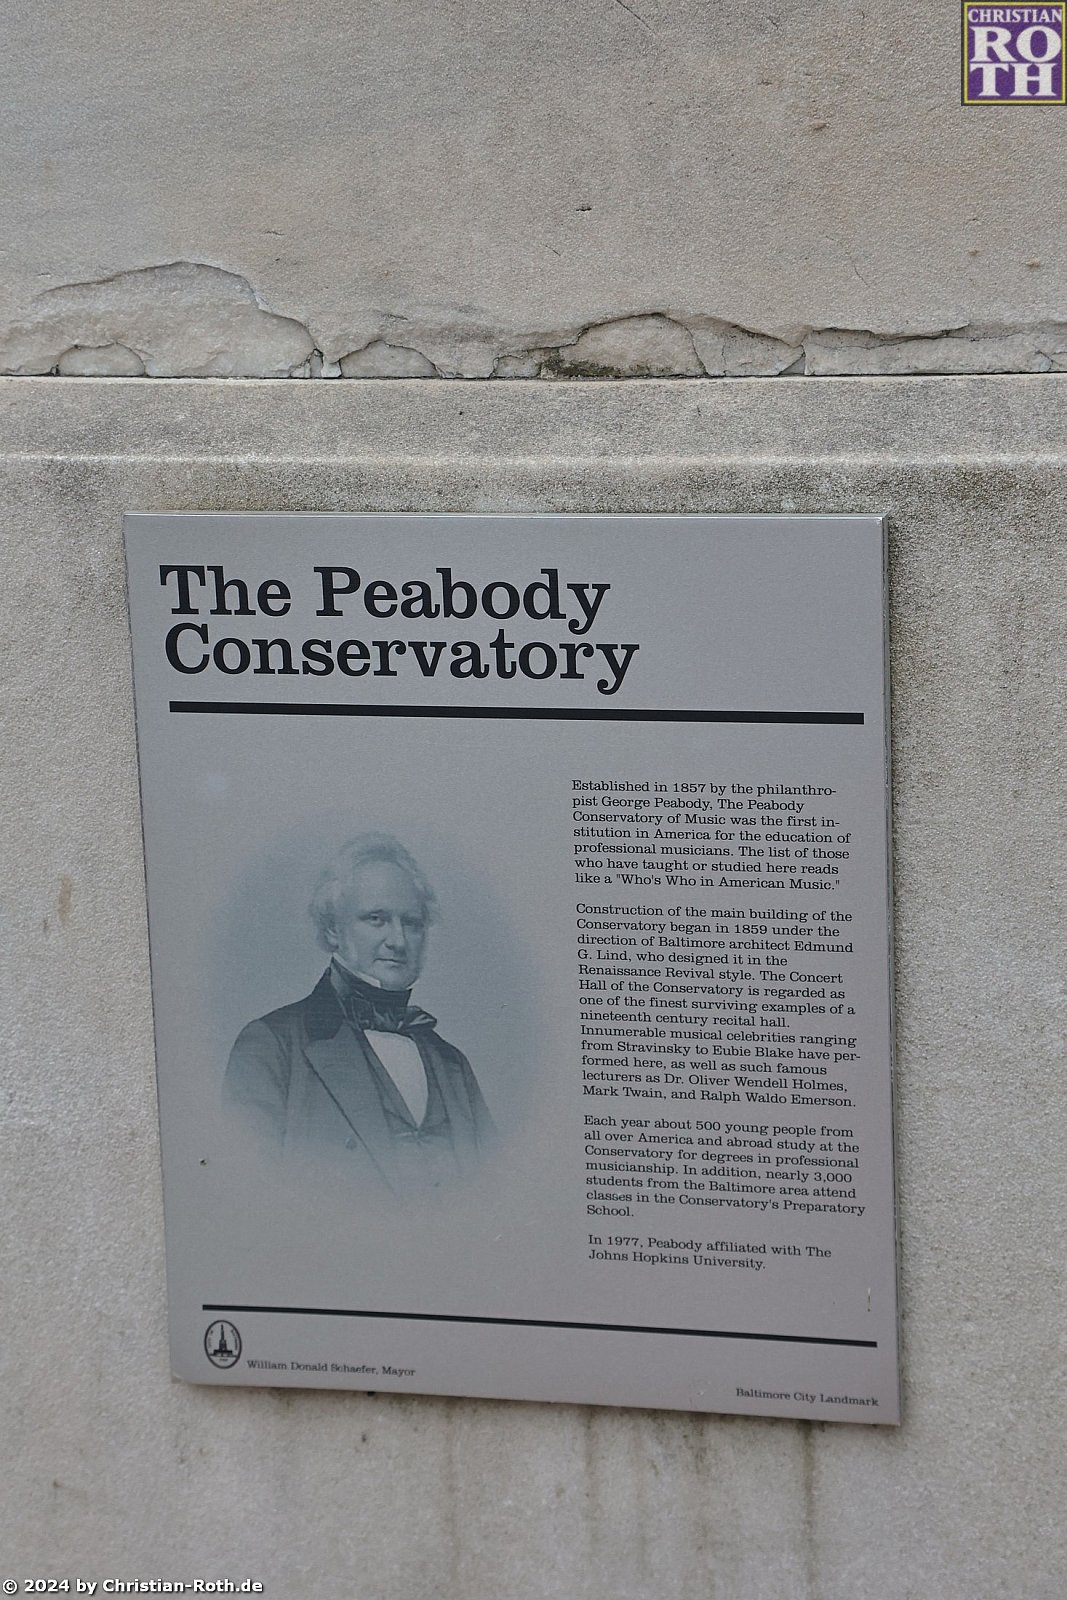 CHRISTIAN
RO
TH
The Peabody
Conservatory
Established in 1857 by the philanthro-
pist George Peabody, The Peabody
Conservatory of Music was the first in-
stitution in America for the education of
professional musicians. The list of those
who have taught or studied here reads
like a "Who's Who in American Music."
Construction of the main building of the
Conservatory began in 1859 under the
direction of Baltimore architect Edmund
G. Lind, who designed it in the
Renaissance Revival style. The Concert
Hall of the Conservatory is regarded as
one of the finest surviving examples of a
nineteenth century recital hall.
Innumerable musical celebrities ranging
from Stravinsky to Eubie Blake have per-
formed here, as well as such famous
lecturers as Dr. Oliver Wendell Holmes,
Mark Twain, and Ralph Waldo Emerson.
Each year about 500 young people from
all over America and abroad study at the
Conservatory for degrees in professional
musicianship. In addition, nearly 3,000
students from the Baltimore area attend
classes in the Conservatory's Preparatory
School.
In 1977, Peabody affiliated with The
Johns Hopkins University.
William Donald Schaefer, Mayor
Baltimore City Landmark
© 2024 by Christian-Roth.de